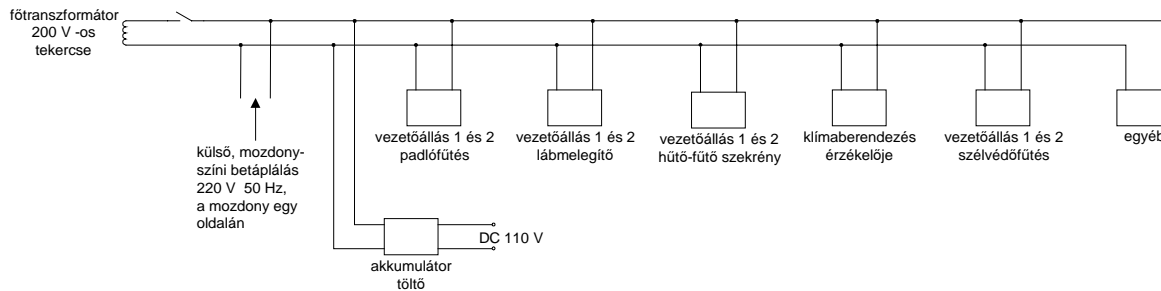 főtranszformátor
200 V -os
tekercse
külső, mozdony-
színi betáplálás
220 V 50 Hz,
a mozdony egy
oldalán
akkumulátor
töltő
DC 110 V
vezetőállás 1 és 2
padlófűtés
vezetőállás 1 és 2
lábmelegítő
vezetőállás 1 és 2
hűtő-fűtő szekrény
klímaberendezés
érzékelője
vezetőállás 1 és 2
szélvédőfűtés
egyéb